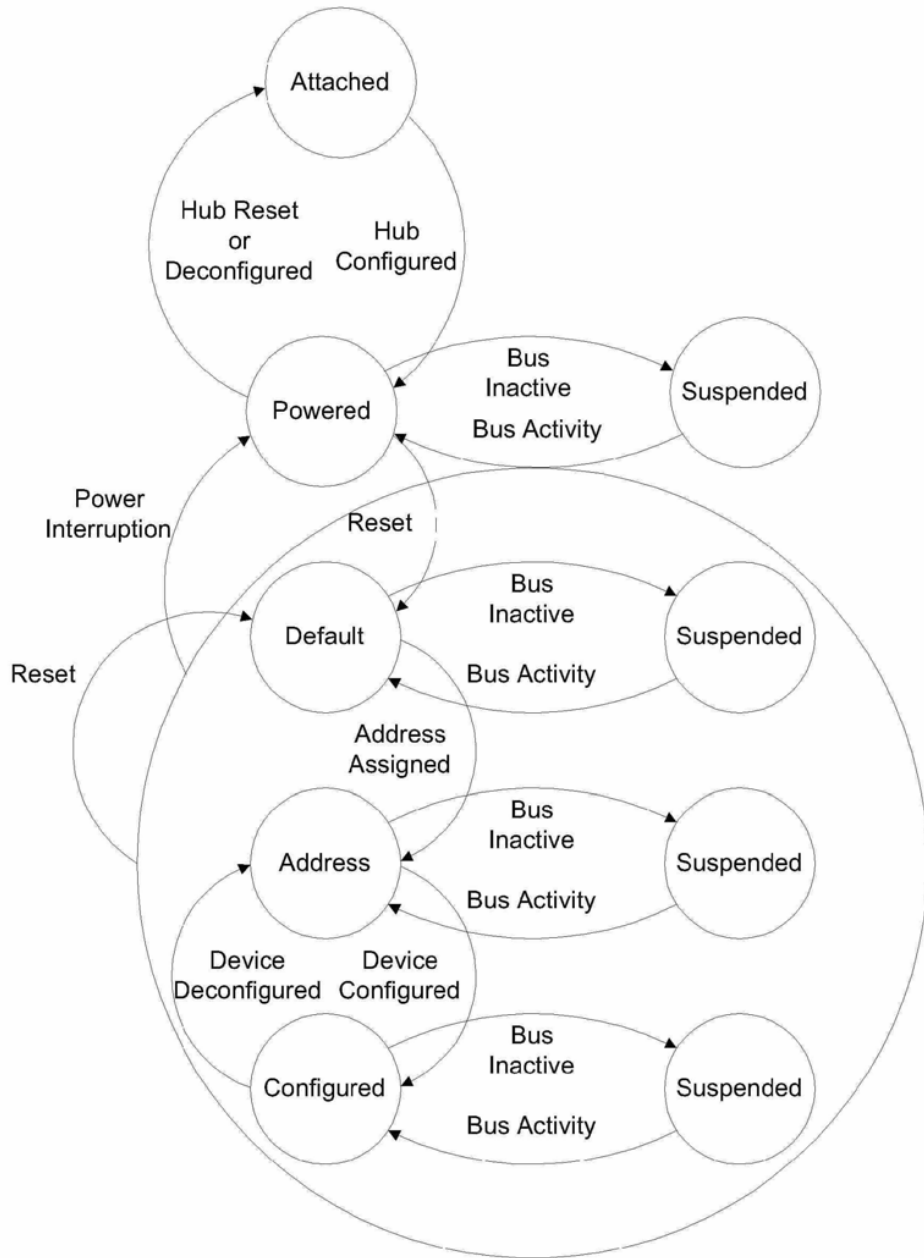 Attached
Hub Reset
or
Deconfigured
Hub
Configured
Powered
Bus
Inactive
Bus Activity
Suspended
Power
Interruption
Reset
Default
Bus
Inactive
Bus Activity
Suspended
Reset
Address
Assigned
Address
Bus
Inactive
Bus Activity
Suspended
Device
Deconfigured
Device
Configured
Configured
Bus
Inactive
Bus Activity
Suspended